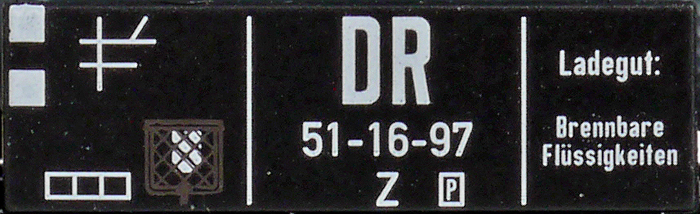 DR
51-16-97
Z P
Ladegut:
Brennbare
Flüssigkeiten